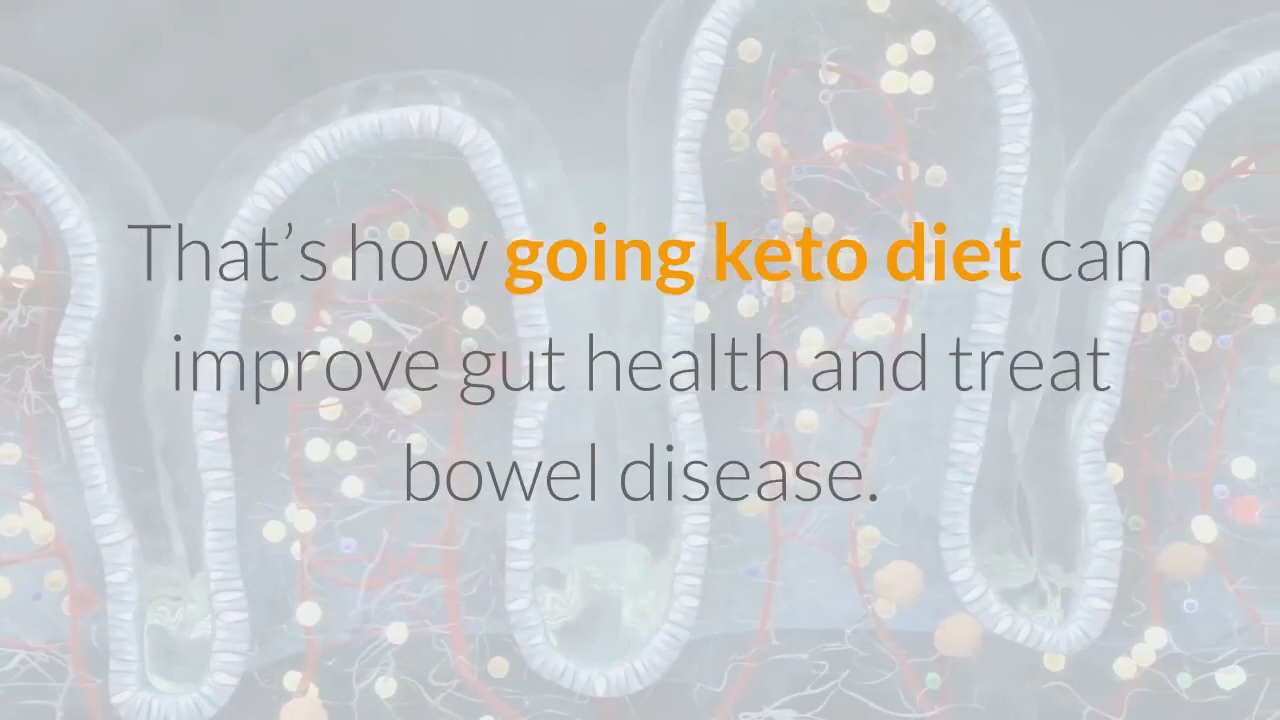 That’s how going keto diet can
improve gut health and treat
bowel disease.